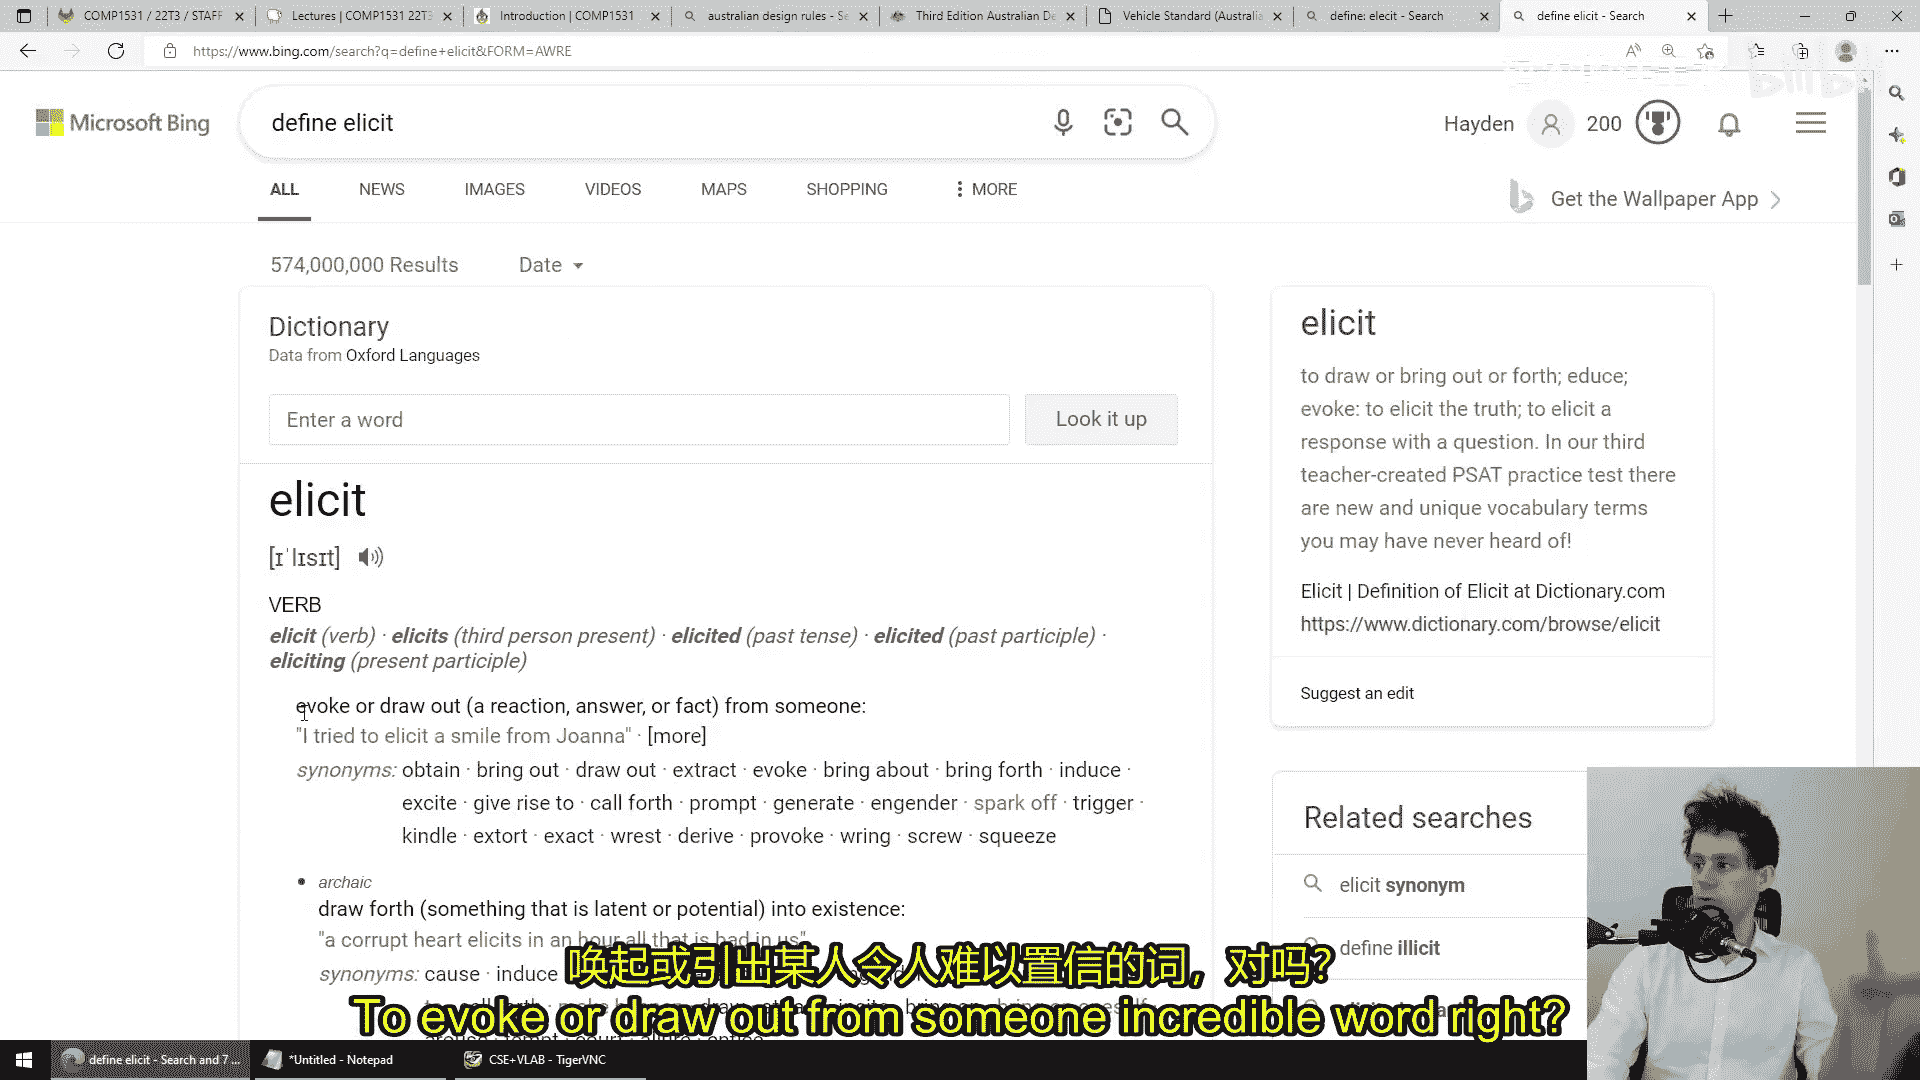 COMP1531 / 22T3 / STAFF
Lectures | COMP1531 22T3
Introduction | COMP1531
australian design rules - Se
Third Edition Australian De
Vehicle Standard (Australia
define: elecit - Search
define elicit - Search
https://www.bing.com/search?q=define+elicit&FORM=AWRE
Microsoft Bing
define elicit
Hayden
200
ALL
NEWS
IMAGES
VIDEOS
MAPS
SHOPPING
MORE
Get the Wallpaper App
574,000,000 Results
Date
Dictionary
Data from Oxford Languages
Enter a word
Look it up
elicit
[ɪˈlɪsɪt]
VERB
elicit (verb) · elicits (third person present) · elicited (past tense) · elicited (past participle) ·
eliciting (present participle)
evoke or draw out (a reaction, answer, or fact) from someone:
"I tried to elicit a smile from Joanna" · [more]
synonyms: obtain · bring out · draw out · extract · evoke · bring about · bring forth · induce ·
excite · give rise to · call forth · prompt · generate · engender · spark off · trigger ·
kindle · extort · exact · wrest · derive · provoke · wring · screw · squeeze
archaic
draw forth (something that is latent or potential) into existence:
"a corrupt heart elicits in an hour all that is bad in us"
synonyms: cause · induce
elicit
to draw or bring out or forth; educe;
evoke: to elicit the truth; to elicit a
response with a question. In our third
teacher-created PSAT practice test there
are new and unique vocabulary terms
you may have never heard of!
Elicit | Definition of Elicit at Dictionary.com
https://www.dictionary.com/browse/elicit
Suggest an edit
Related searches
elicit synonym
define illicit
唤起或引出某人令人难以置信的词，对吗？
To evoke or draw out from someone incredible word right?
define elicit - Search and 7 ...
*Untitled - Notepad
CSE+VLAB - TigerVNC